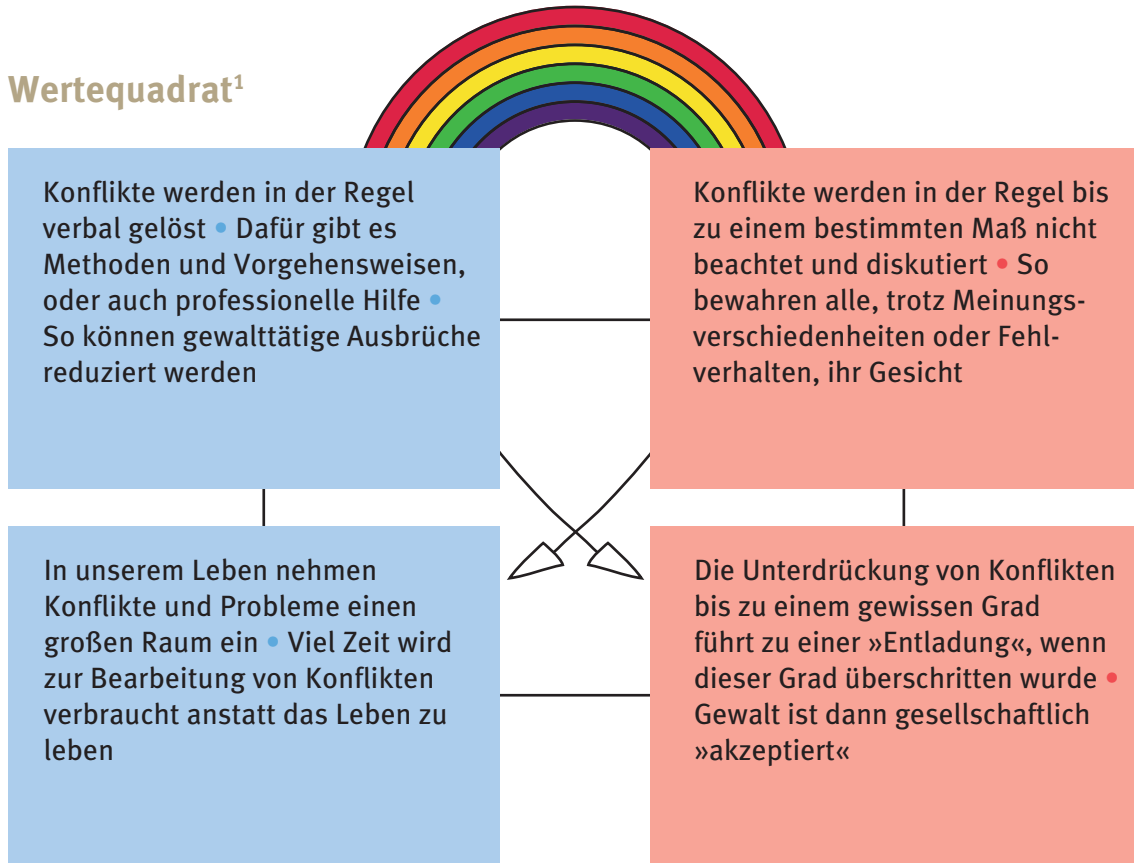 Wertequadrat¹
Konflikte werden in der Regel
verbal gelöst • Dafür gibt es
Methoden und Vorgehensweisen,
oder auch professionelle Hilfe •
So können gewalttätige Ausbrüche
reduziert werden
Konflikte werden in der Regel bis
zu einem bestimmten Maß nicht
beachtet und diskutiert • So
bewahren alle, trotz Meinungs-
verschiedenheiten oder Fehl-
verhalten, ihr Gesicht
In unserem Leben nehmen
Konflikte und Probleme einen
großen Raum ein • Viel Zeit wird
zur Bearbeitung von Konflikten
verbraucht anstatt das Leben zu
leben
Die Unterdrückung von Konflikten
bis zu einem gewissen Grad
führt zu einer »Entladung«, wenn
dieser Grad überschritten wurde •
Gewalt ist dann gesellschaftlich
»akzeptiert«